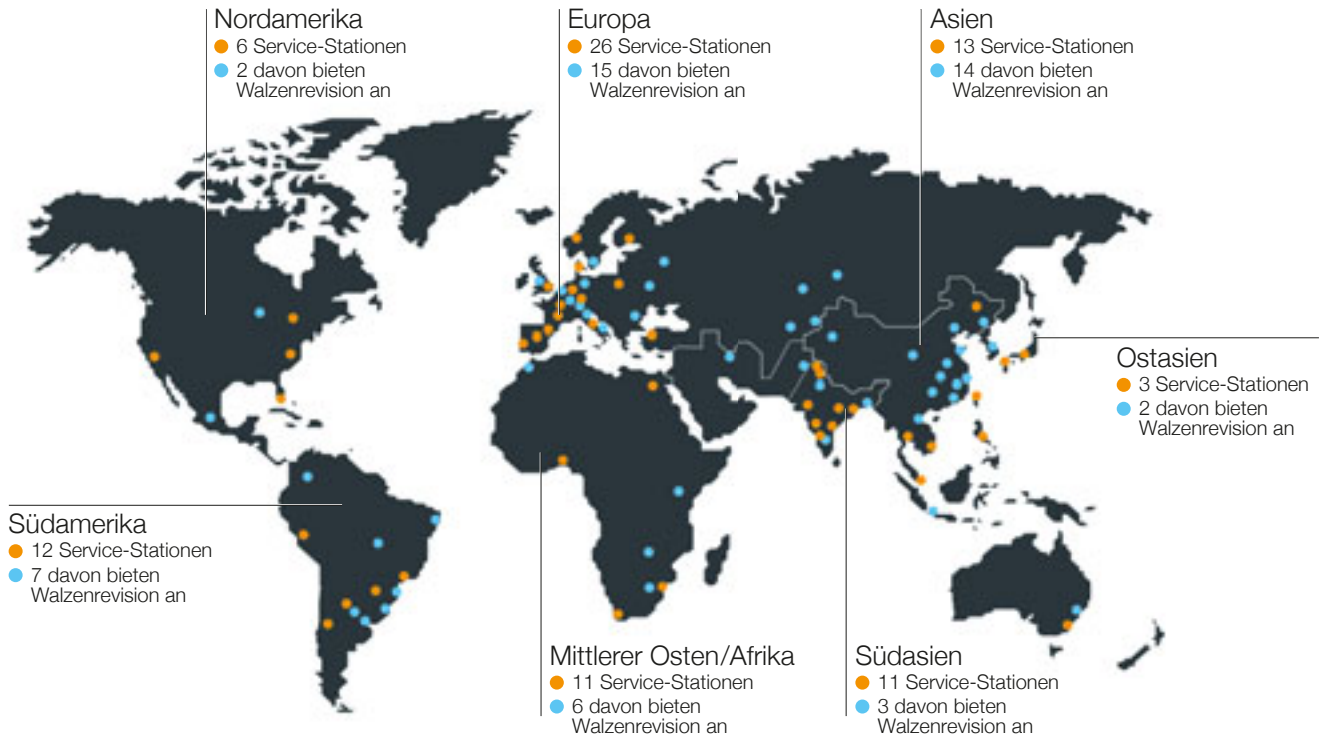 Nordamerika
6 Service-Stationen
2 davon bieten
Walzenrevision an
Europa
26 Service-Stationen
15 davon bieten
Walzenrevision an
Asien
13 Service-Stationen
14 davon bieten
Walzenrevision an
Ostasien
3 Service-Stationen
2 davon bieten
Walzenrevision an
Südamerika
12 Service-Stationen
7 davon bieten
Walzenrevision an
Mittlerer Osten/Afrika
11 Service-Stationen
6 davon bieten
Walzenrevision an
Südasien
11 Service-Stationen
3 davon bieten
Walzenrevision an